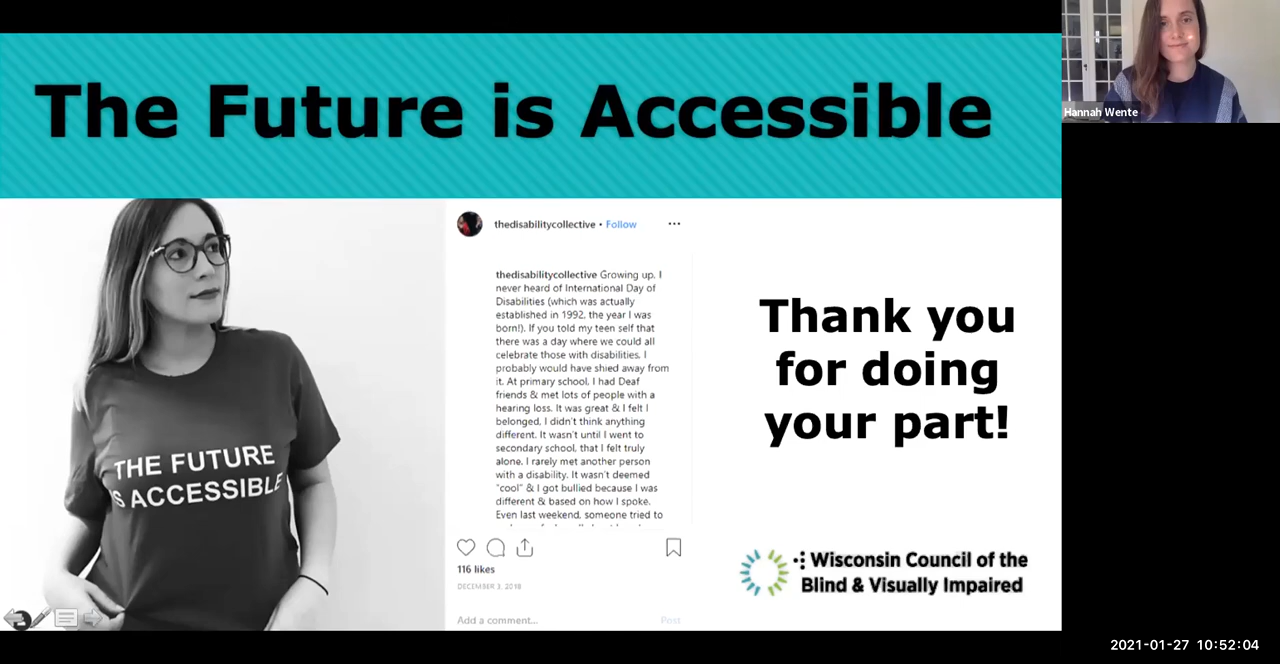 The Future is Accessible
Hannah Wente
THE FUTURE
IS ACCESSIBLE
thedisabilitycollective • Follow
thedisabilitycollective Growing up, I
never heard of International Day of
Disabilities (which was actually
established in 1992, the year I was
born!). If you told my teen self that
there was a day where we could all
celebrate those with disabilities, I
probably would have shied away from
it. At primary school, I had Deaf
friends & met lots of people with a
hearing loss. It was great & I felt I
belonged, I didn't think anything
different. It wasn't until I went to
secondary school, that I felt truly
alone. I rarely met another person
with a disability. It wasn't deemed
"cool" & I got bullied because I was
different & based on how I spoke.
Even last weekend, someone tried to
116 likes
DECEMBER 3, 2018
Add a comment...
Post
Thank you
for doing
your part!
Wisconsin Council of the
Blind & Visually Impaired
2021-01-27 10:52:04